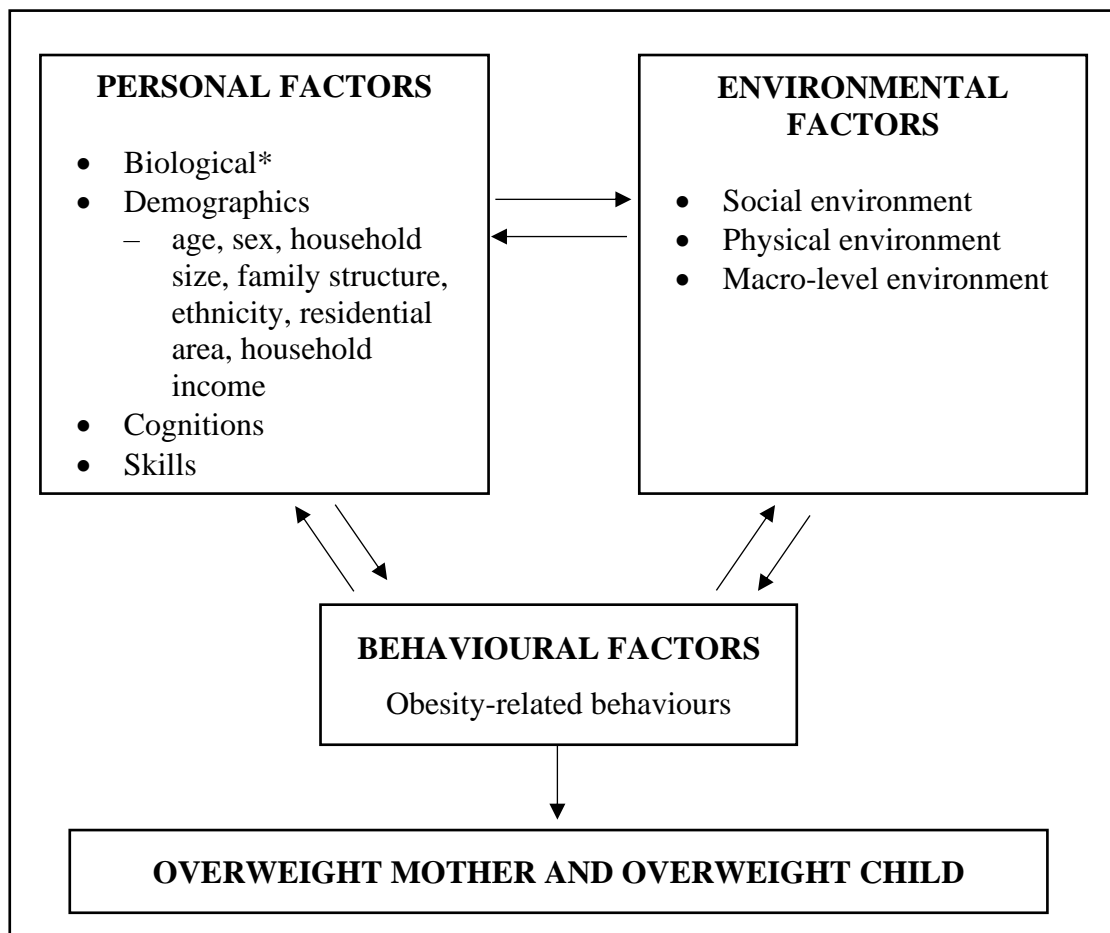 PERSONAL FACTORS
• Biological*
• Demographics
– age, sex, household
size, family structure,
ethnicity, residential
area, household
income
• Cognitions
• Skills
ENVIRONMENTAL
FACTORS
• Social environment
• Physical environment
• Macro-level environment
BEHAVIOURAL FACTORS
Obesity-related behaviours
OVERWEIGHT MOTHER AND OVERWEIGHT CHILD